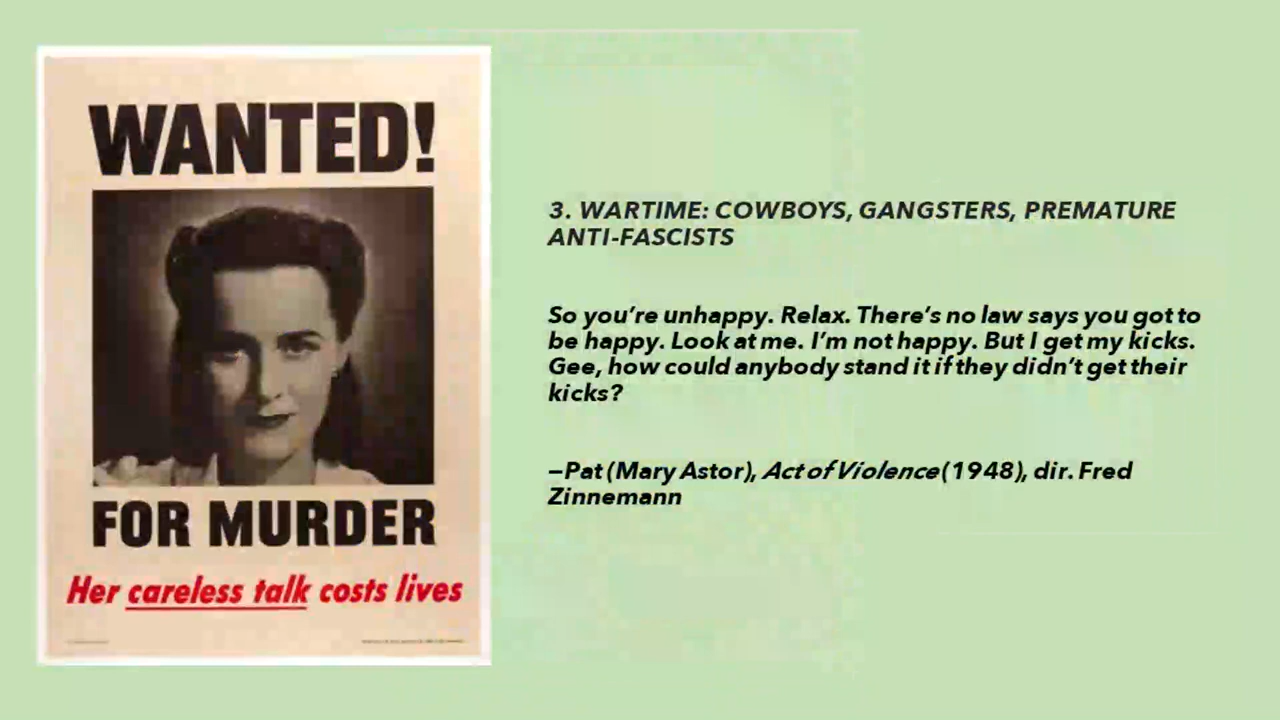 WANTED!
FOR MURDER
Her careless talk costs lives
3. WARTIME: COWBOYS, GANGSTERS, PREMATURE
ANTI-FASCISTS
So you're unhappy. Relax. There's no law says you got to
be happy. Look at me. I'm not happy. But I get my kicks.
Gee, how could anybody stand it if they didn't get their
kicks?
—Pat (Mary Astor), Act of Violence (1948), dir. Fred
Zinnemann